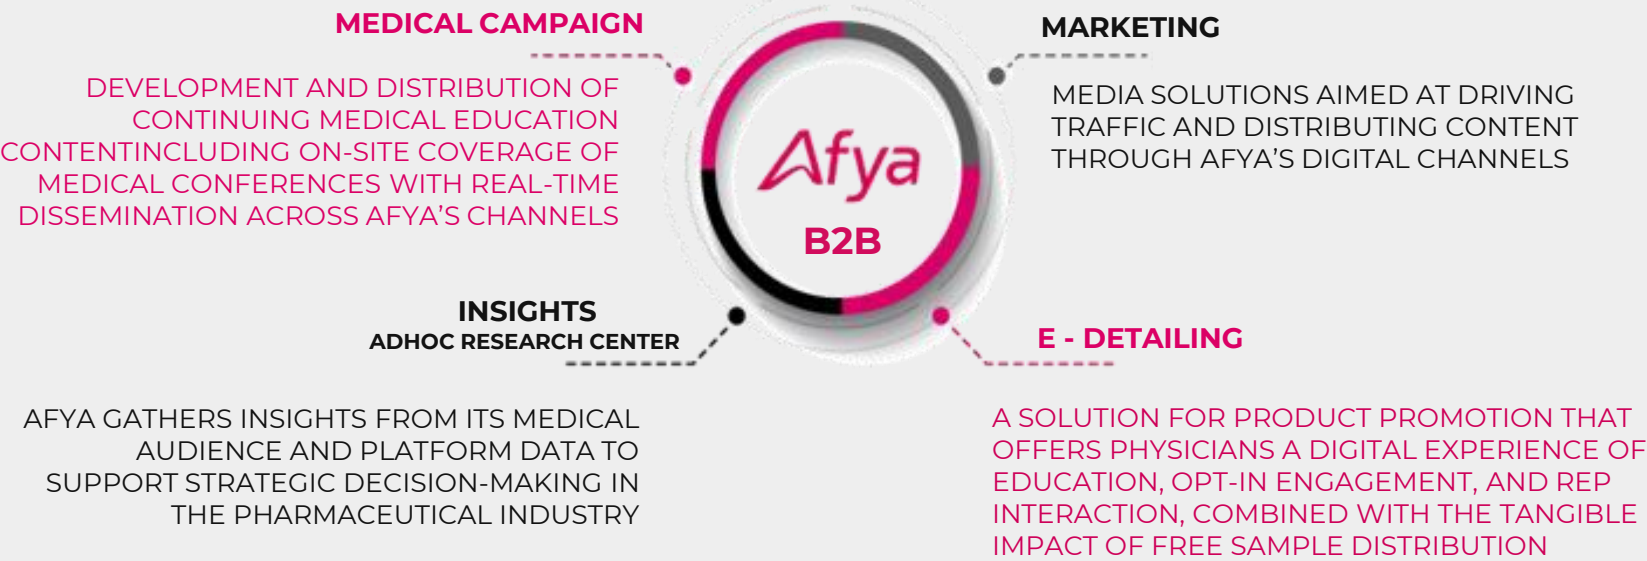 MEDICAL CAMPAIGN
DEVELOPMENT AND DISTRIBUTION OF
CONTINUING MEDICAL EDUCATION
CONTENTINCLUDING ON-SITE COVERAGE OF
MEDICAL CONFERENCES WITH REAL-TIME
DISSEMINATION ACROSS AFYA’S CHANNELS
MARKETING
MEDIA SOLUTIONS AIMED AT DRIVING
TRAFFIC AND DISTRIBUTING CONTENT
THROUGH AFYA’S DIGITAL CHANNELS
Afya
B2B
INSIGHTS
ADHOC RESEARCH CENTER
AFYA GATHERS INSIGHTS FROM ITS MEDICAL
AUDIENCE AND PLATFORM DATA TO
SUPPORT STRATEGIC DECISION-MAKING IN
THE PHARMACEUTICAL INDUSTRY
E - DETAILING
A SOLUTION FOR PRODUCT PROMOTION THAT
OFFERS PHYSICIANS A DIGITAL EXPERIENCE OF
EDUCATION, OPT-IN ENGAGEMENT, AND REP
INTERACTION, COMBINED WITH THE TANGIBLE
IMPACT OF FREE SAMPLE DISTRIBUTION